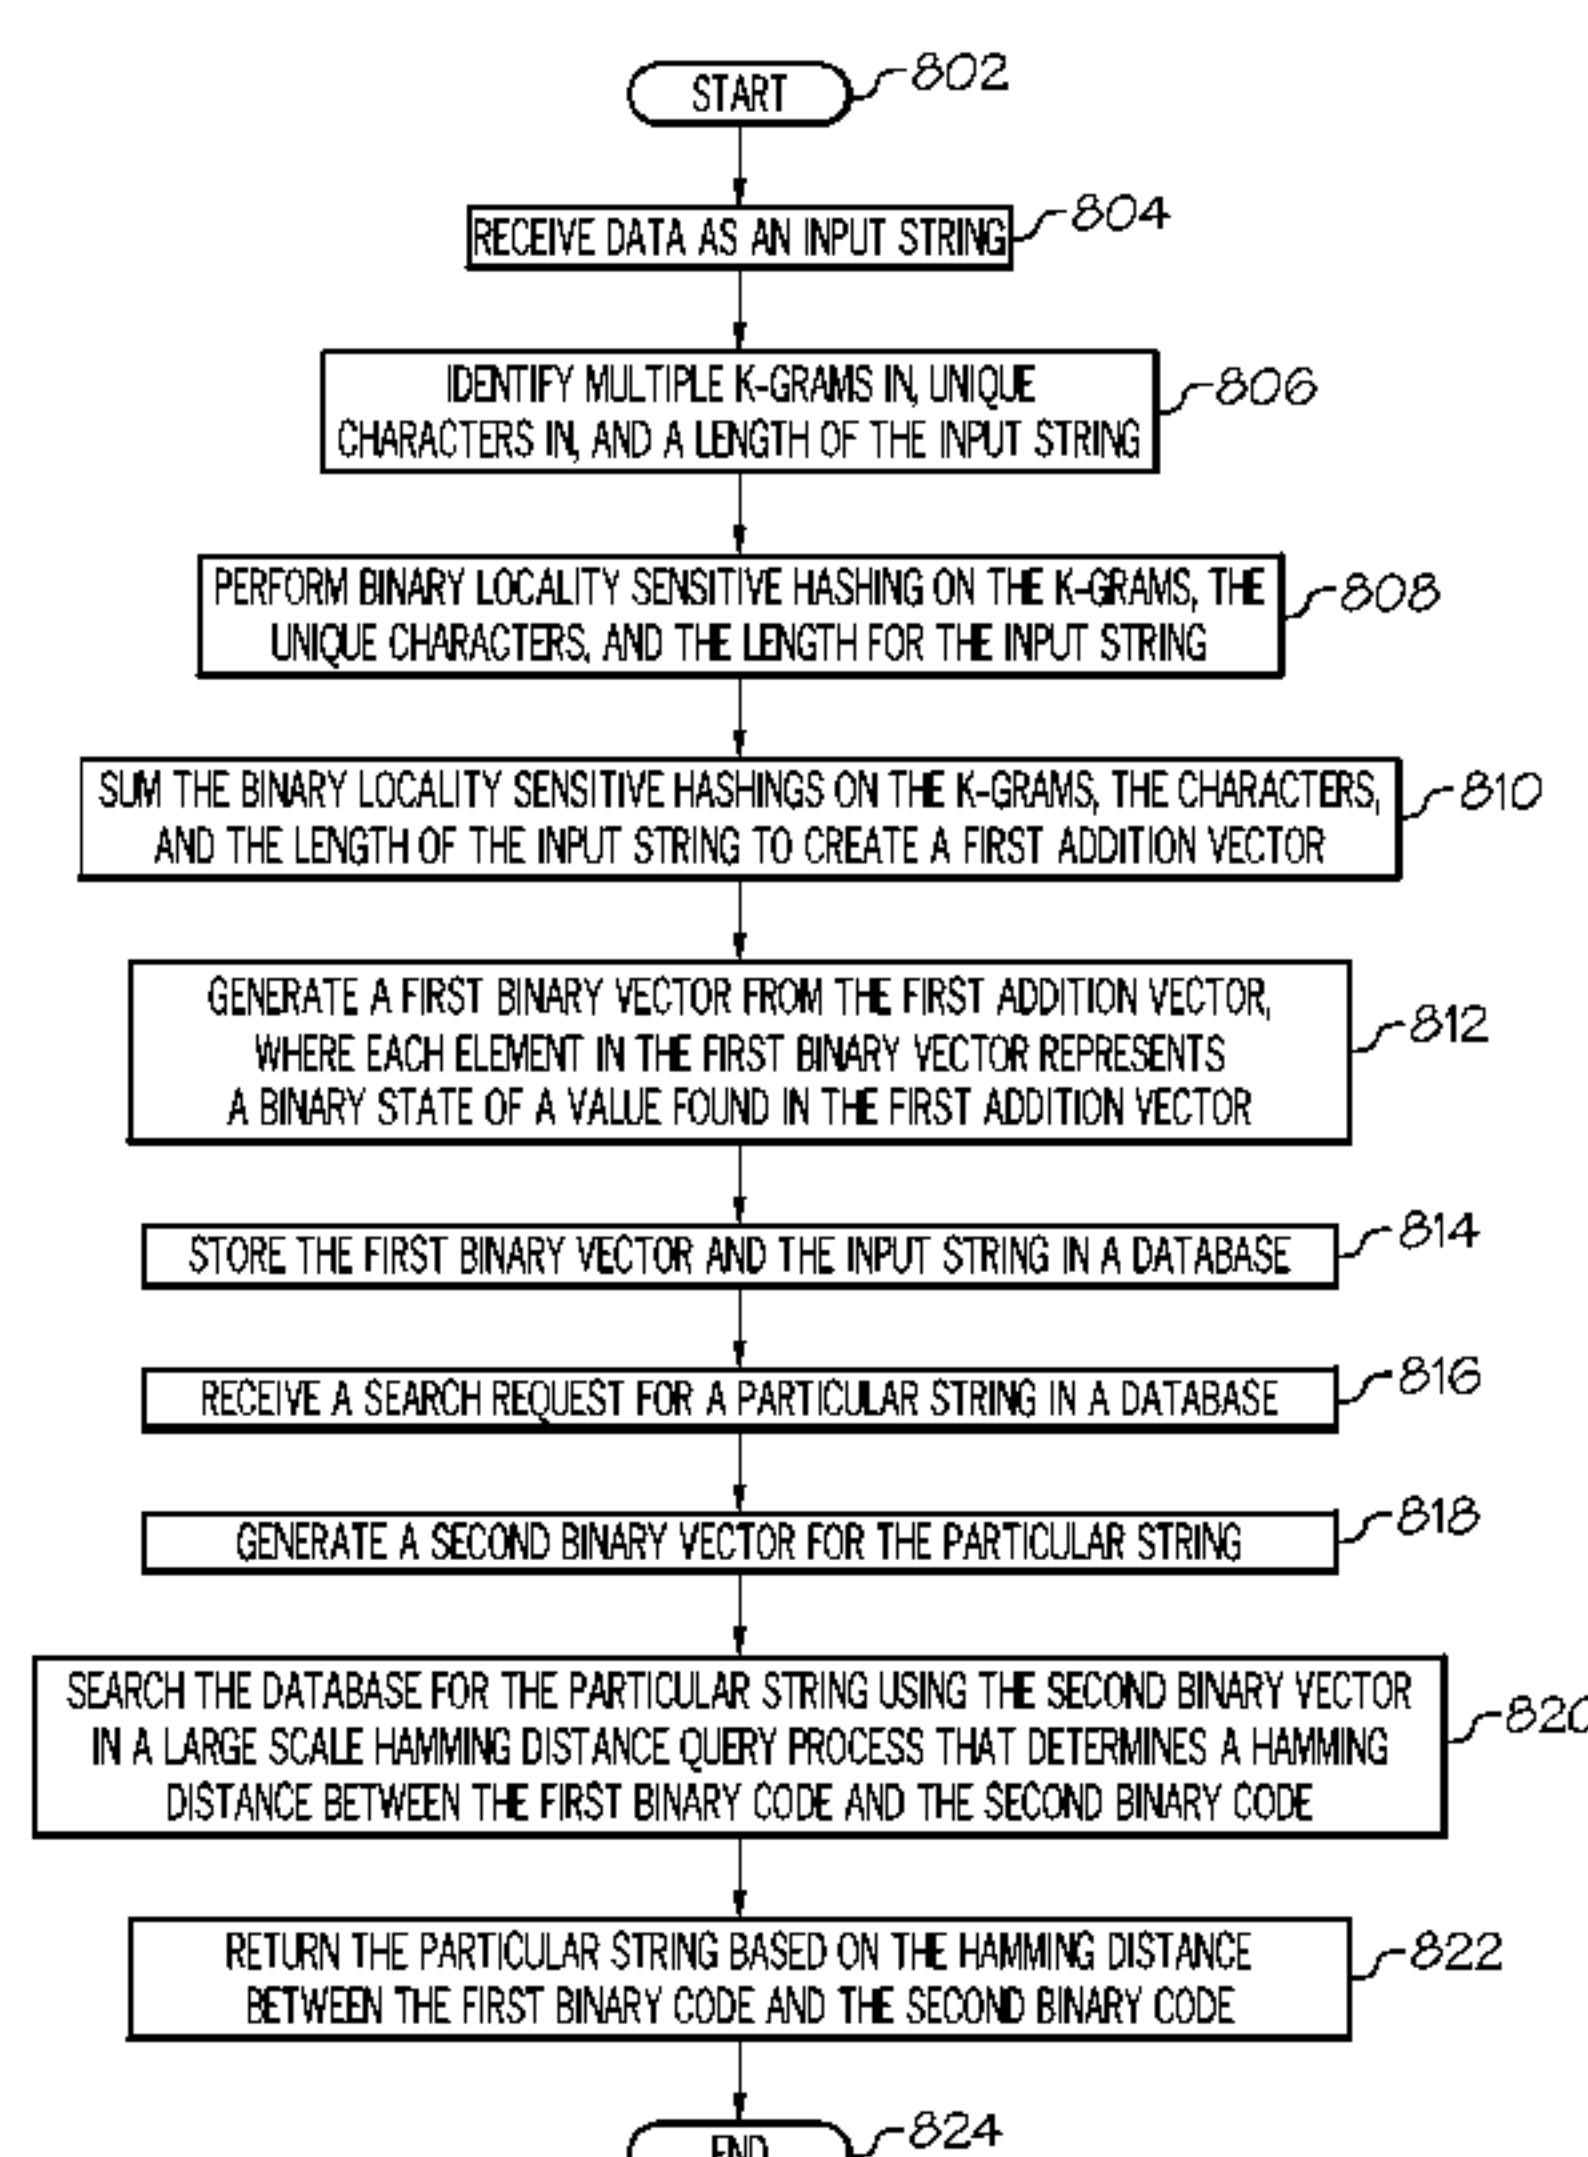 START
802
RECEIVE DATA AS AN INPUT STRING
804
IDENTIFY MULTIPLE K-GRAMS IN, UNIQUE
CHARACTERS IN, AND A LENGTH OF THE INPUT STRING
806
PERFORM BINARY LOCALITY SENSITIVE HASHING ON THE K-GRAMS, THE
UNIQUE CHARACTERS, AND THE LENGTH FOR THE INPUT STRING
808
SUM THE BINARY LOCALITY SENSITIVE HASHINGS ON THE K-GRAMS, THE CHARACTERS,
AND THE LENGTH OF THE INPUT STRING TO CREATE A FIRST ADDITION VECTOR
810
GENERATE A FIRST BINARY VECTOR FROM THE FIRST ADDITION VECTOR,
WHERE EACH ELEMENT IN THE FIRST BINARY VECTOR REPRESENTS
A BINARY STATE OF A VALUE FOUND IN THE FIRST ADDITION VECTOR
812
STORE THE FIRST BINARY VECTOR AND THE INPUT STRING IN A DATABASE
814
RECEIVE A SEARCH REQUEST FOR A PARTICULAR STRING IN A DATABASE
816
GENERATE A SECOND BINARY VECTOR FOR THE PARTICULAR STRING
818
SEARCH THE DATABASE FOR THE PARTICULAR STRING USING THE SECOND BINARY VECTOR
IN A LARGE SCALE HAMMING DISTANCE QUERY PROCESS THAT DETERMINES A HAMMING
DISTANCE BETWEEN THE FIRST BINARY CODE AND THE SECOND BINARY CODE
820
RETURN THE PARTICULAR STRING BASED ON THE HAMMING DISTANCE
BETWEEN THE FIRST BINARY CODE AND THE SECOND BINARY CODE
822
END
824